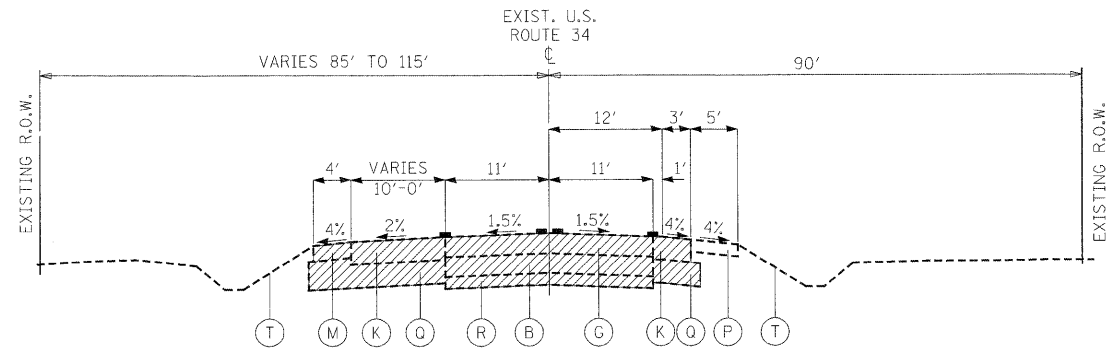 EXIST. U.S.
ROUTE 34
℄
VARIES 85' TO 115'
90'
EXISTING R.O.W.
EXISTING R.O.W.
12'
3'
5'
4'
VARIES
10'-0'
11'
11'
1'
4%
2%
1.5%
1.5%
4%
4%
T
M
K
Q
R
B
G
K
Q
P
T